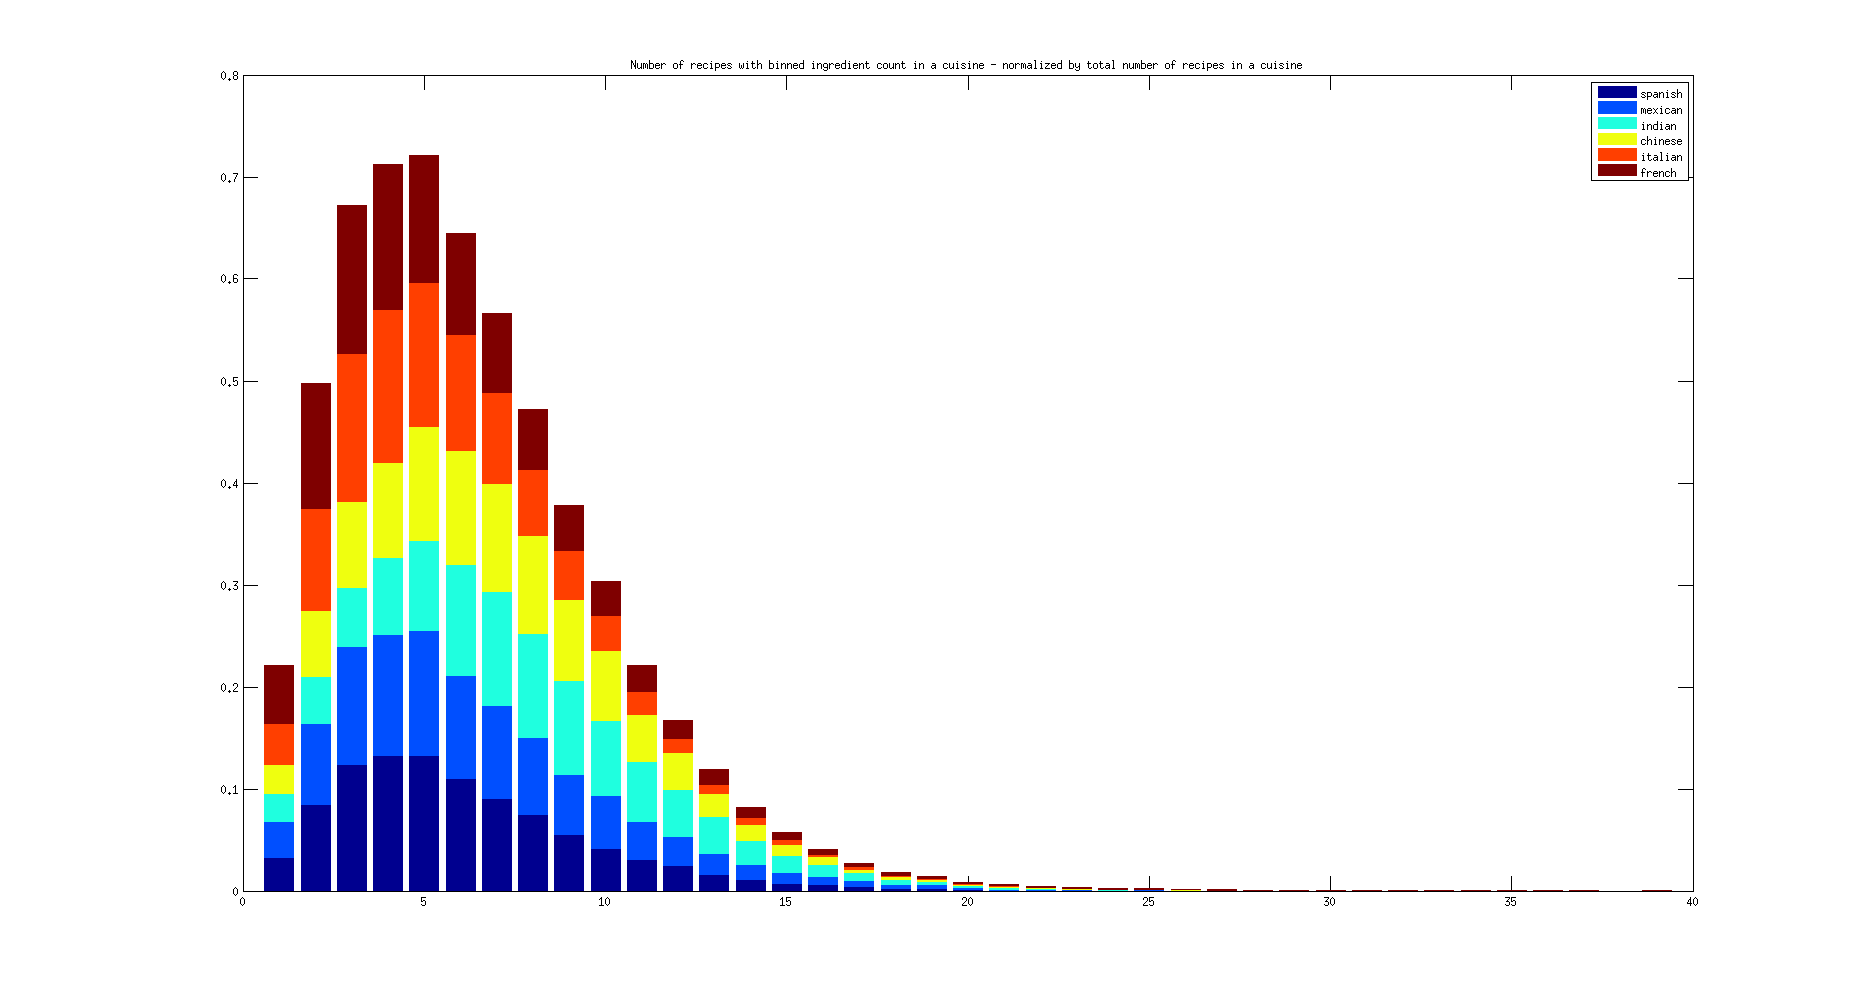 Number of recipes with binned ingredient count in a cuisine - normalized by total number of recipes in a cuisine
0.8
0.7
0.6
0.5
0.4
0.3
0.2
0.1
0
spanish
mexican
indian
chinese
italian
french
0 5 10 15 20 25 30 35 40